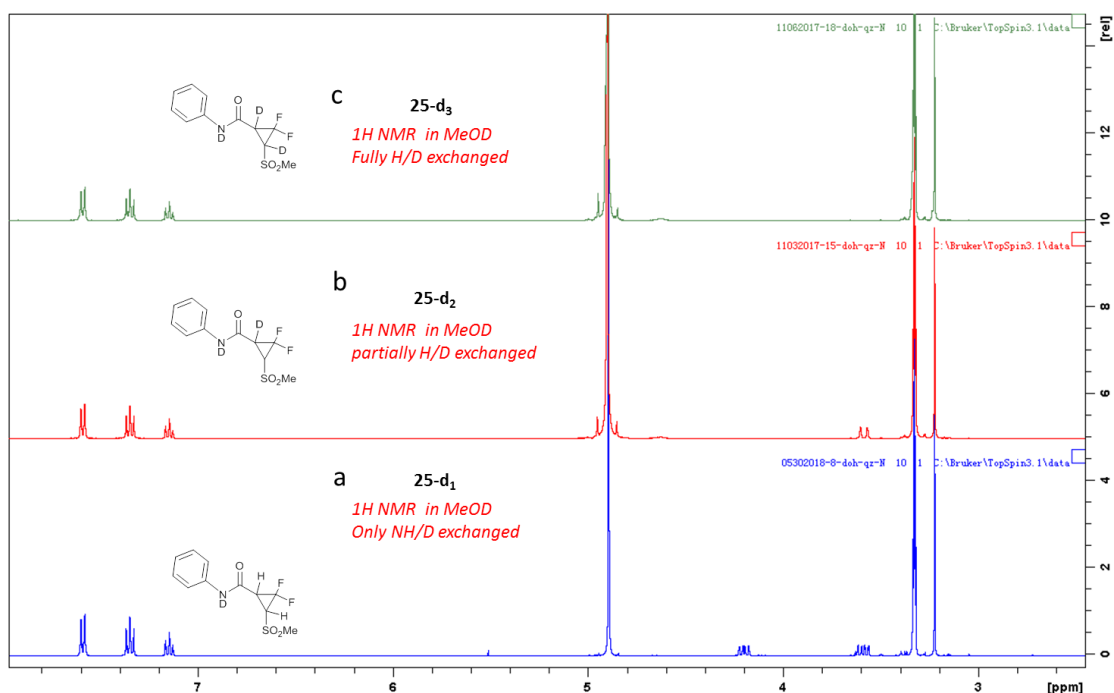 11062017-18-doh-qz-N 10 1 C:\Bruker\TopSpin3.1\data
[rel]
c
25-d3
1H NMR in MeOD
Fully H/D exchanged
O
D
F
F
N
D
D
SO2Me
12
10
11032017-15-doh-qz-N 10 1 C:\Bruker\TopSpin3.1\data
b
25-d2
1H NMR in MeOD
partially H/D exchanged
O
D
F
F
N
D
SO2Me
8
6
05302018-8-doh-qz-N 10 1 C:\Bruker\TopSpin3.1\data
a
25-d1
1H NMR in MeOD
Only NH/D exchanged
O
H
F
F
N
D
H
SO2Me
4
2
0
7 6 5 4 3 [ppm]